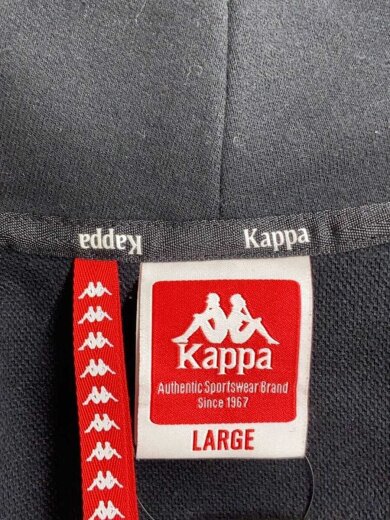 Kappa Kappa
Kappa
Authentic Sportswear Brand
Since 1967
LARGE